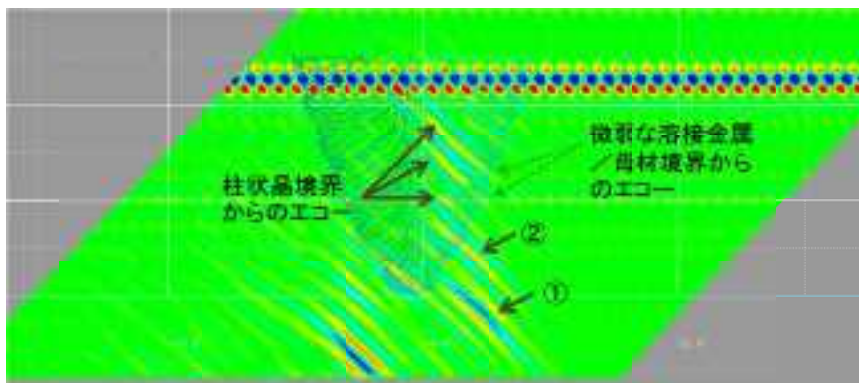 柱状晶境界
からのエコー
微弱な溶接金属
/母材境界から
のエコー
②
①